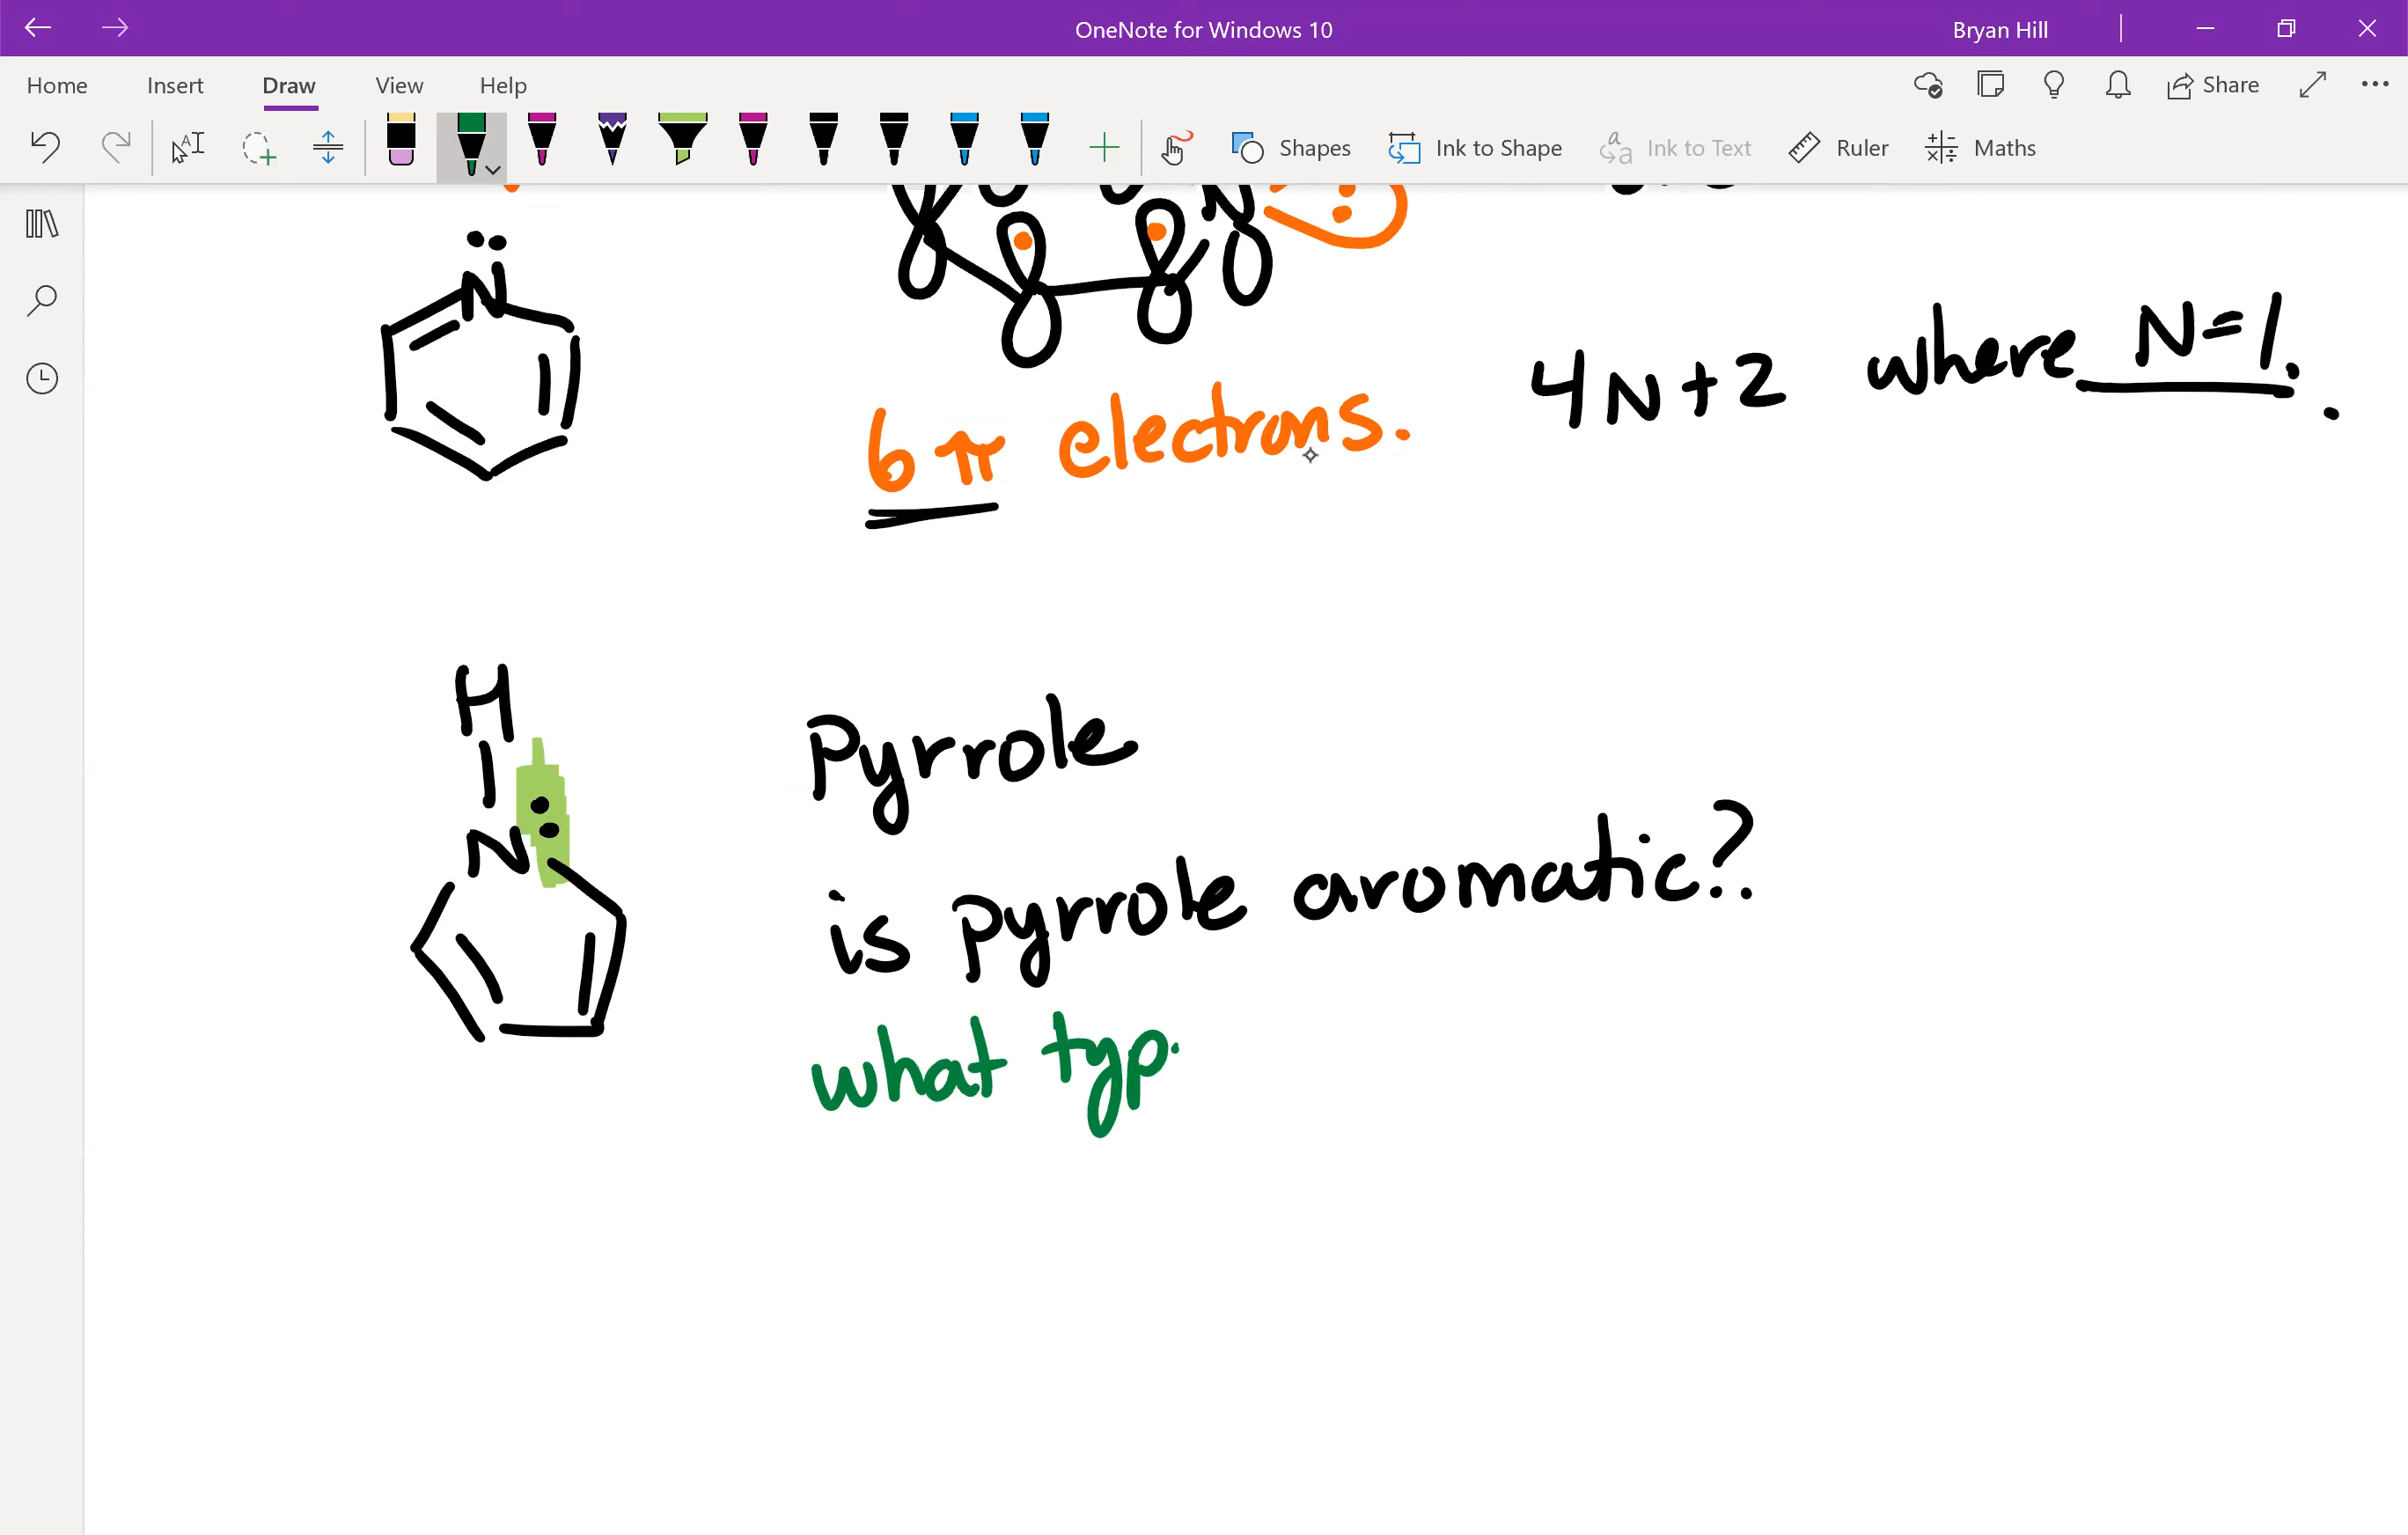 OneNote for Windows 10
Bryan Hill
Home Insert Draw View Help
Share
Shapes Ink to Shape Ink to Text Ruler Maths
N
N
4N+2 where N=1.
6π electrons.
H
N
Pyrrole
is pyrrole aromatic?
what typ